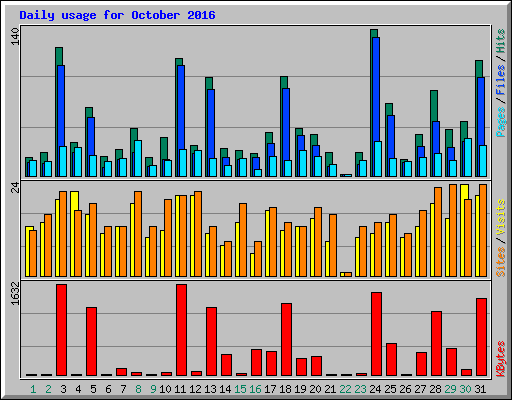 Daily usage for October 2016
140
Pages / Files / Hits
24
Sites / Visits
1632
KBytes
1 2 3 4 5 6 7 8 9 10 11 12 13 14 15 16 17 18 19 20 21 22 23 24 25 26 27 28 29 30 31